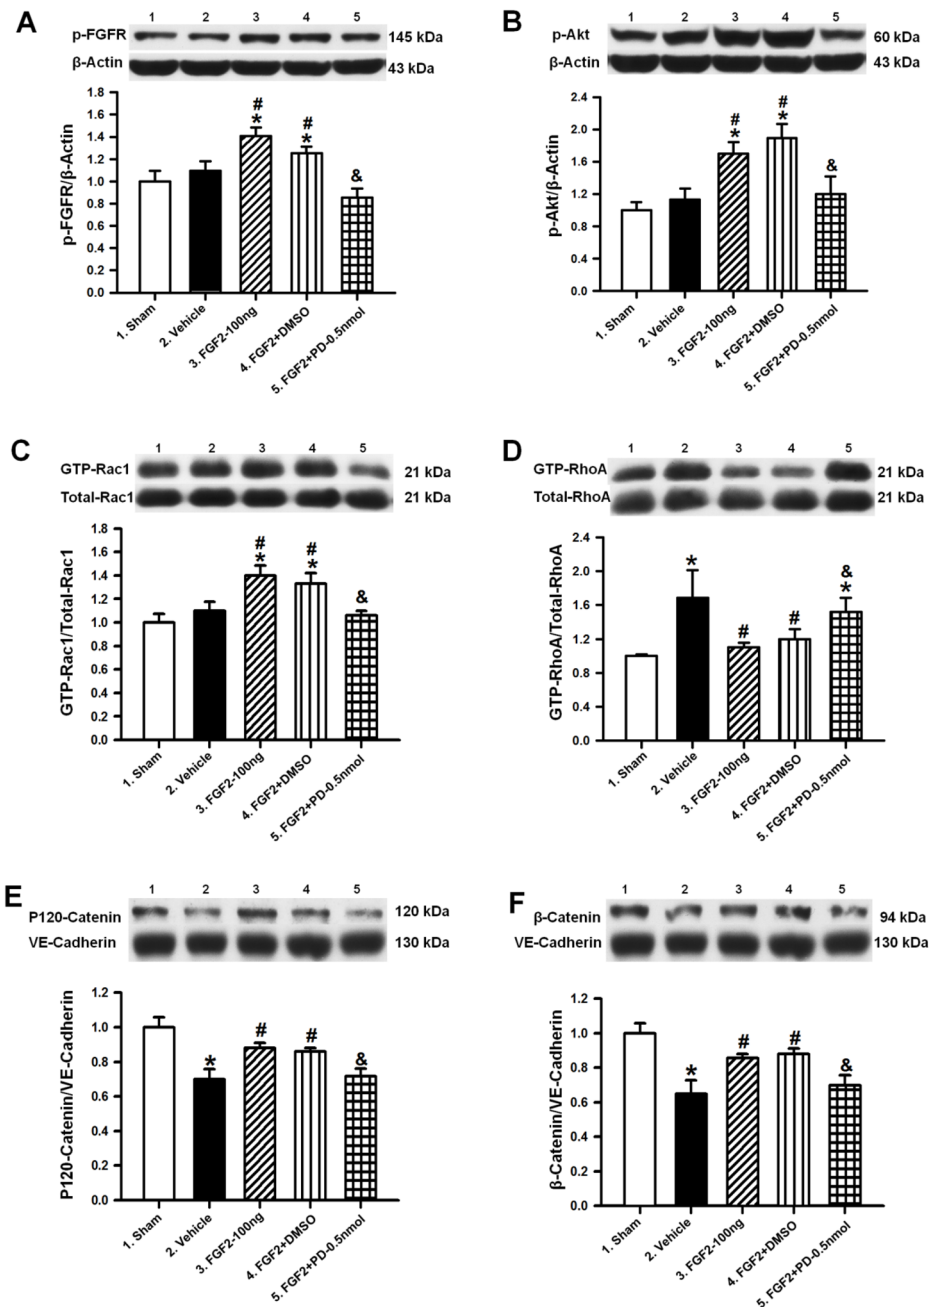 A
1 2 3 4 5
p-FGFR 145 kDa
β-Actin 43 kDa
p-FGFR/β-Actin
1.8
1.6
1.4
1.2
1.0
0.8
0.6
0.4
0.2
0.0
# *
# *
&
1. Sham
2. Vehicle
3. FGF2-100ng
4. FGF2+DMSO
5. FGF2+PD-0.5nmol
B
1 2 3 4 5
p-Akt 60 kDa
β-Actin 43 kDa
p-Akt/β-Actin
2.4
2.0
1.6
1.2
0.8
0.4
0.0
# *
# *
&
1. Sham
2. Vehicle
3. FGF2-100ng
4. FGF2+DMSO
5. FGF2+PD-0.5nmol
C
1 2 3 4 5
GTP-Rac1 21 kDa
Total-Rac1 21 kDa
GTP-Rac1/Total-Rac1
1.8
1.6
1.4
1.2
1.0
0.8
0.6
0.4
0.2
0.0
# *
# *
&
1. Sham
2. Vehicle
3. FGF2-100ng
4. FGF2+DMSO
5. FGF2+PD-0.5nmol
D
1 2 3 4 5
GTP-RhoA 21 kDa
Total-RhoA 21 kDa
GTP-RhoA/Total-RhoA
2.4
2.0
1.6
1.2
0.8
0.4
0.0
*
#
#
& *
1. Sham
2. Vehicle
3. FGF2-100ng
4. FGF2+DMSO
5. FGF2+PD-0.5nmol
E
1 2 3 4 5
P120-Catenin 120 kDa
VE-Cadherin 130 kDa
P120-Catenin/VE-Cadherin
1.2
1.0
0.8
0.6
0.4
0.2
0.0
*
#
#
&
1. Sham
2. Vehicle
3. FGF2-100ng
4. FGF2+DMSO
5. FGF2+PD-0.5nmol
F
1 2 3 4 5
β-Catenin 94 kDa
VE-Cadherin 130 kDa
β-Catenin/VE-Cadherin
1.2
1.0
0.8
0.6
0.4
0.2
0.0
*
#
#
&
1. Sham
2. Vehicle
3. FGF2-100ng
4. FGF2+DMSO
5. FGF2+PD-0.5nmol